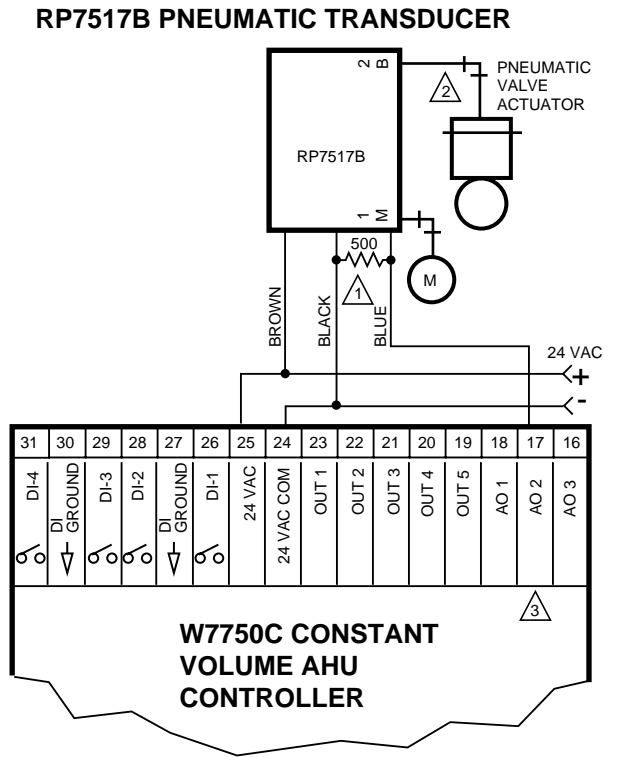 RP7517B PNEUMATIC TRANSDUCER
2 B
PNEUMATIC
VALVE
ACTUATOR
2
RP7517B
1 M
500
M
1
BROWN
BLACK
BLUE
24 VAC
+
-
31 30 29 28 27 26 25 24 23 22 21 20 19 18 17 16
DI-4
DI
GROUND
DI-3
DI-2
DI
GROUND
DI-1
24 VAC
24 VAC COM
OUT 1
OUT 2
OUT 3
OUT 4
OUT 5
AO 1
AO 2
AO 3
3
W7750C CONSTANT
VOLUME AHU
CONTROLLER